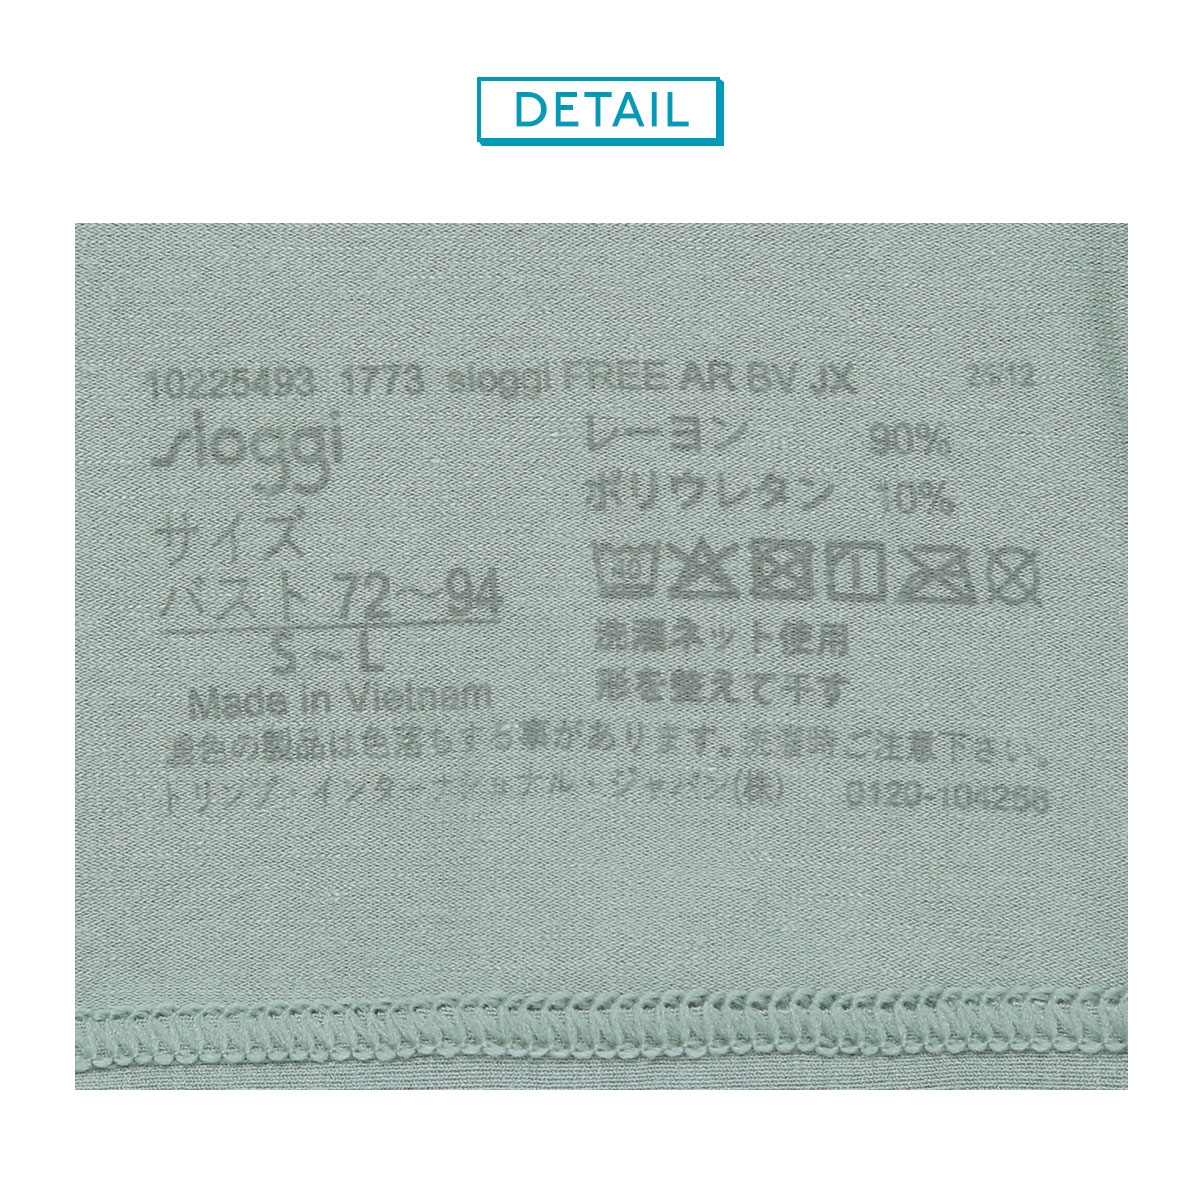 DETAIL
10225493 1773 sloggi FREE AR BV JX
sloggi
サイズ
バスト 72〜94
S〜L
Made in Vietnam
レーヨン 90%
ポリウレタン 10%
40
洗濯ネット使用
形を整えて干す
濃色の製品は色落ちする事があります。洗濯時ご注意下さい。
トリンプ・インターナショナル・ジャパン(株) 0120-104256